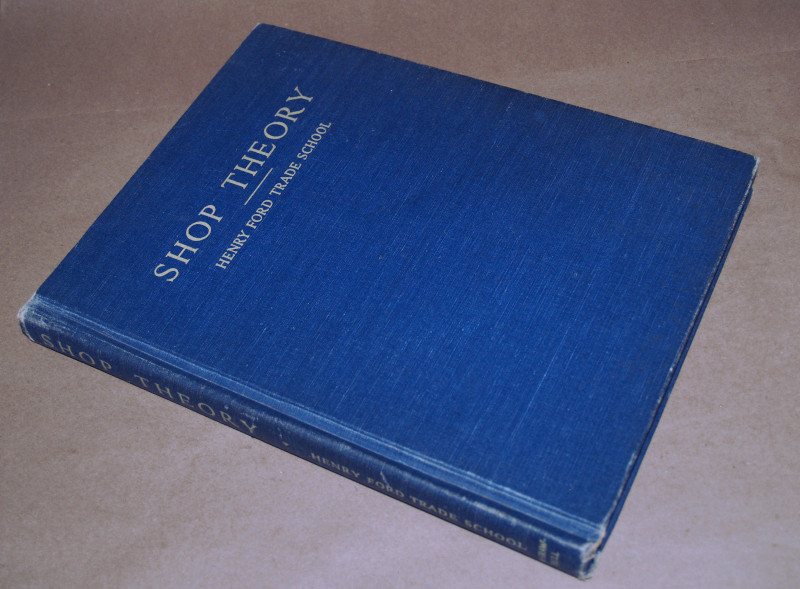 SHOP THEORY
HENRY FORD TRADE SCHOOL
SHOP THEORY · HENRY FORD TRADE SCHOOL